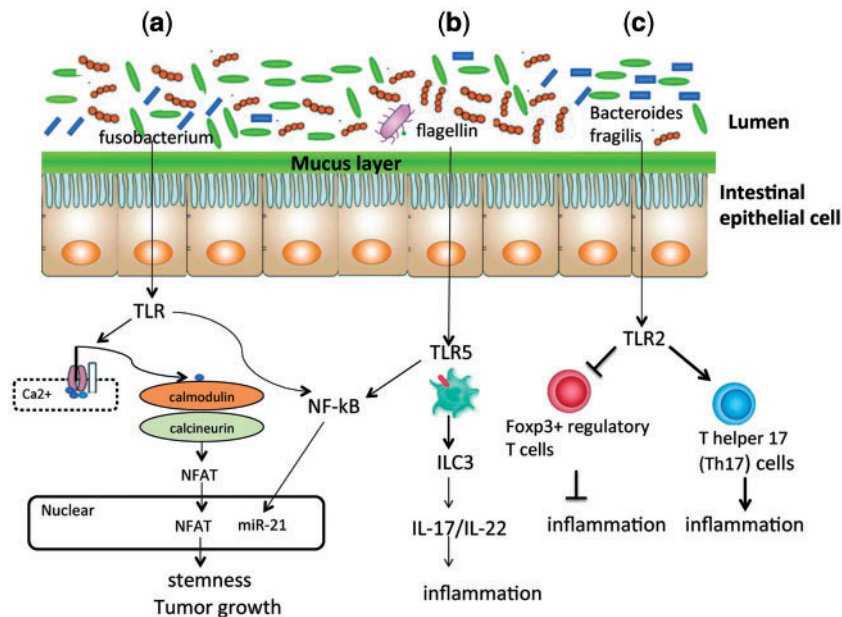 (a)
(b)
(c)
fusobacterium
flagellin
Bacteroides
fragilis
Lumen
Mucus layer
Intestinal
epithelial cell
TLR
Ca2+
calmodulin
calcineurin
NFAT
Nuclear
NFAT
miR-21
stemness
Tumor growth
NF-kB
TLR5
ILC3
IL-17/IL-22
inflammation
TLR2
Foxp3+ regulatory
T cells
inflammation
T helper 17
(Th17) cells
inflammation